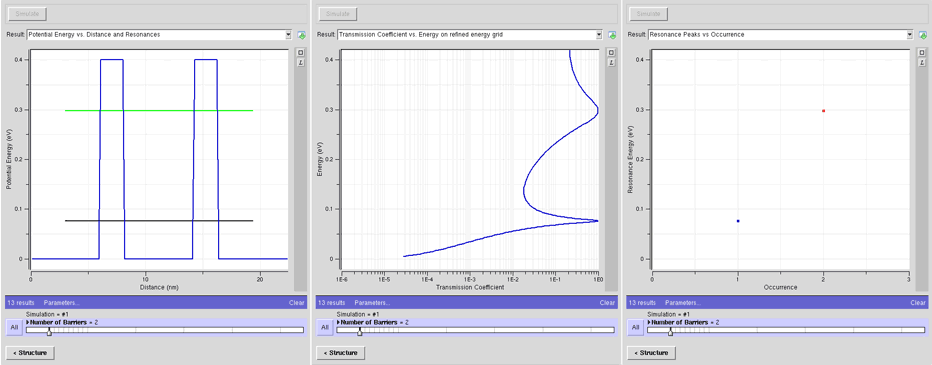 Simulate
Result: Potential Energy vs. Distance and Resonances
0.4
0.3
0.2
0.1
0
Potential Energy (eV)
0 10 20
Distance (nm)
13 results Parameters... Clear
Simulation = #1
All Number of Barriers = 2
< Structure
Simulate
Result: Transmission Coefficient vs. Energy on refined energy grid
0.4
0.3
0.2
0.1
0
Energy (eV)
1E-6 1E-5 1E-4 1E-3 1E-2 1E-1 1E0
Transmission Coefficient
13 results Parameters... Clear
Simulation = #1
All Number of Barriers = 2
< Structure
Simulate
Result: Resonance Peaks vs Occurrence
0.4
0.3
0.2
0.1
0
Resonance Energy (eV)
0 1 2 3
Occurrence
13 results Parameters... Clear
Simulation = #1
All Number of Barriers = 2
< Structure